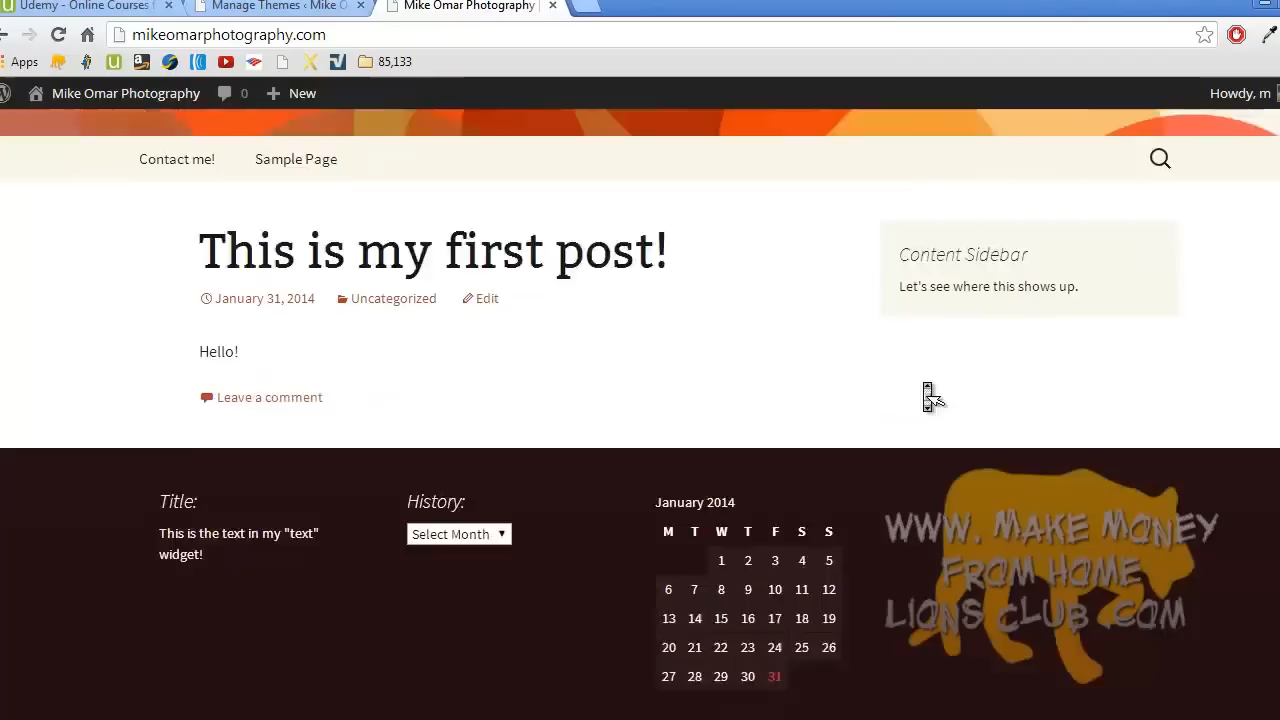 Udemy - Online Courses
Manage Themes ‹ Mike O
Mike Omar Photography
mikeomarphotography.com
Apps
85,133
Mike Omar Photography
0
New
Howdy, m
Contact me!
Sample Page
This is my first post!
January 31, 2014
Uncategorized
Edit
Hello!
Leave a comment
Content Sidebar
Let's see where this shows up.
Title:
This is the text in my "text"
widget!
History:
Select Month
January 2014
M T W T F S S
1 2 3 4 5
6 7 8 9 10 11 12
13 14 15 16 17 18 19
20 21 22 23 24 25 26
27 28 29 30 31
WWW. MAKE MONEY
FROM HOME
LIONS CLUB .COM